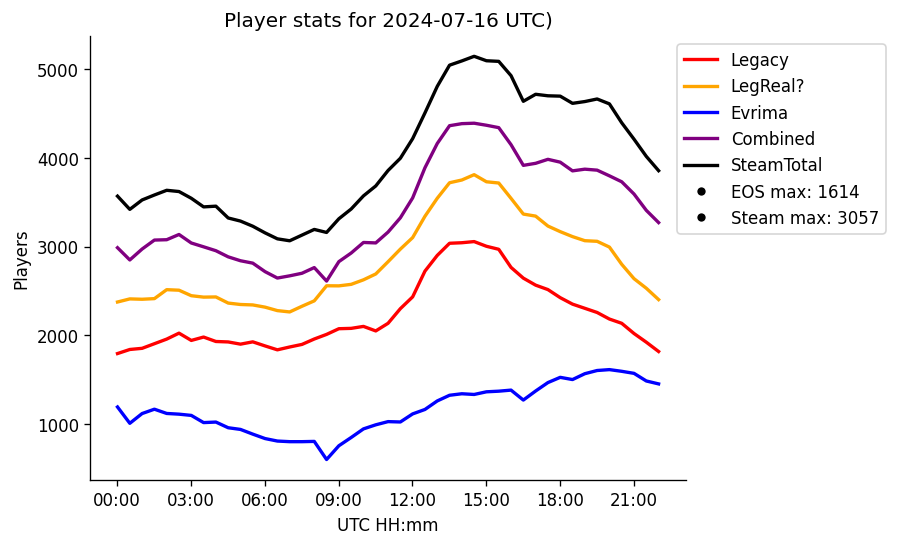 Player stats for 2024-07-16 UTC)
Legacy
LegReal?
Evrima
Combined
SteamTotal
EOS max: 1614
Steam max: 3057
Players
5000
4000
3000
2000
1000
00:00 03:00 06:00 09:00 12:00 15:00 18:00 21:00
UTC HH:mm